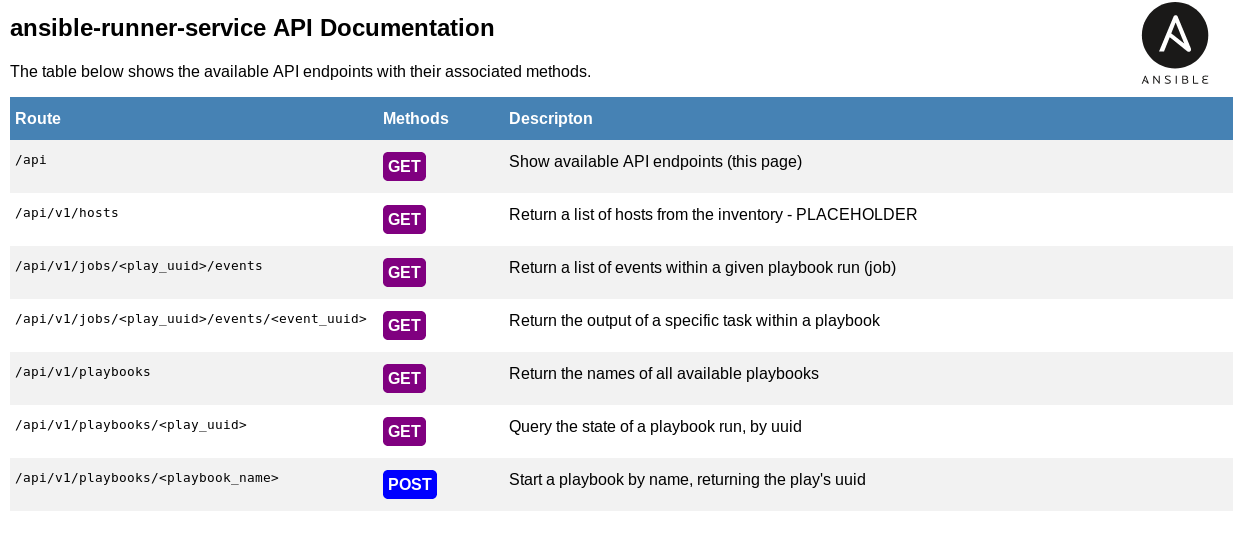 ansible-runner-service API Documentation
ANSIBLE
The table below shows the available API endpoints with their associated methods.
Route Methods Descripton
/api GET Show available API endpoints (this page)
/api/v1/hosts GET Return a list of hosts from the inventory - PLACEHOLDER
/api/v1/jobs/<play_uuid>/events GET Return a list of events within a given playbook run (job)
/api/v1/jobs/<play_uuid>/events/<event_uuid> GET Return the output of a specific task within a playbook
/api/v1/playbooks GET Return the names of all available playbooks
/api/v1/playbooks/<play_uuid> GET Query the state of a playbook run, by uuid
/api/v1/playbooks/<playbook_name> POST Start a playbook by name, returning the play's uuid